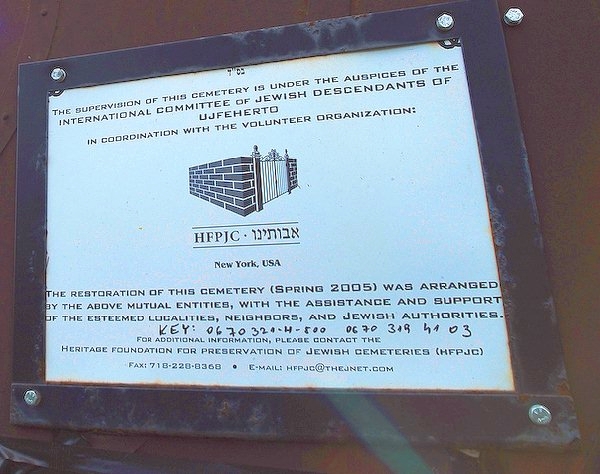 בס"ד
THE SUPERVISION OF THIS CEMETERY IS UNDER THE AUSPICES OF THE
INTERNATIONAL COMMITTEE OF JEWISH DESCENDANTS OF
UJFEHERTO
IN COORDINATION WITH THE VOLUNTEER ORGANIZATION:
HFPJC · אבותינו
New York, USA
THE RESTORATION OF THIS CEMETERY (SPRING 2005) WAS ARRANGED
BY THE ABOVE MUTUAL ENTITIES, WITH THE ASSISTANCE AND SUPPORT
OF THE ESTEEMED LOCALITIES, NEIGHBORS, AND JEWISH AUTHORITIES.
KEY: 0670 320-4-500 0670 319 41 03
FOR ADDITIONAL INFORMATION, PLEASE CONTACT THE
HERITAGE FOUNDATION FOR PRESERVATION OF JEWISH CEMETERIES (HFPJC)
FAX: 718-228-8368 • E-MAIL: HFPJC@THEJNET.COM